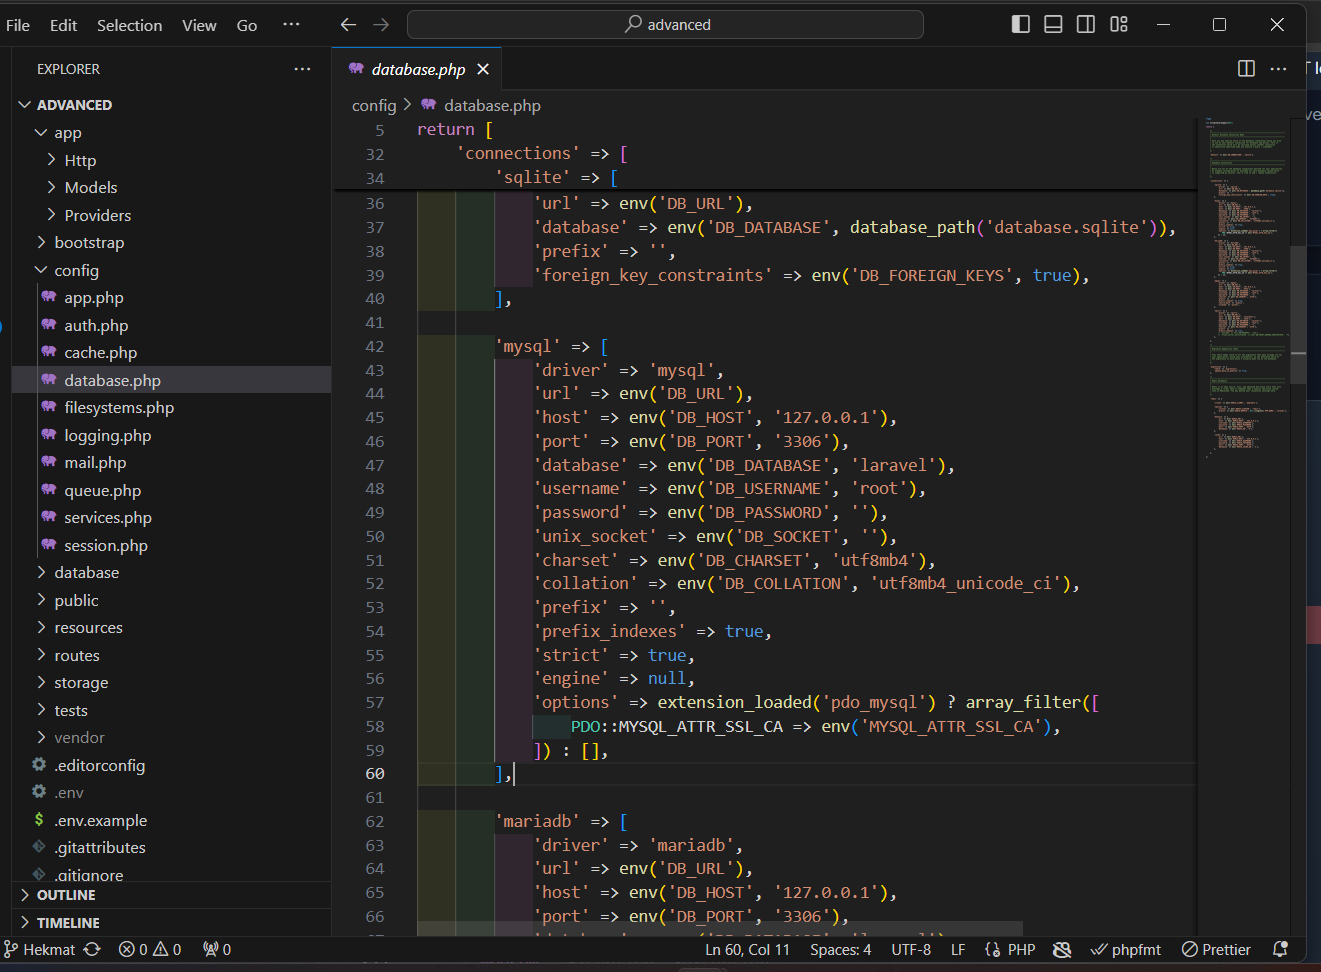 File Edit Selection View Go ··· advanced
EXPLORER ···
ADVANCED
app
Http
Models
Providers
bootstrap
config
app.php
auth.php
cache.php
database.php
filesystems.php
logging.php
mail.php
queue.php
services.php
session.php
database
public
resources
routes
storage
tests
vendor
.editorconfig
.env
$ .env.example
.gitattributes
.gitignore
OUTLINE
TIMELINE
database.php
config > database.php
5 return [
32 'connections' => [
34 'sqlite' => [
36 'url' => env('DB_URL'),
37 'database' => env('DB_DATABASE', database_path('database.sqlite')),
38 'prefix' => '',
39 'foreign_key_constraints' => env('DB_FOREIGN_KEYS', true),
40 ],
41
42 'mysql' => [
43 'driver' => 'mysql',
44 'url' => env('DB_URL'),
45 'host' => env('DB_HOST', '127.0.0.1'),
46 'port' => env('DB_PORT', '3306'),
47 'database' => env('DB_DATABASE', 'laravel'),
48 'username' => env('DB_USERNAME', 'root'),
49 'password' => env('DB_PASSWORD', ''),
50 'unix_socket' => env('DB_SOCKET', ''),
51 'charset' => env('DB_CHARSET', 'utf8mb4'),
52 'collation' => env('DB_COLLATION', 'utf8mb4_unicode_ci'),
53 'prefix' => '',
54 'prefix_indexes' => true,
55 'strict' => true,
56 'engine' => null,
57 'options' => extension_loaded('pdo_mysql') ? array_filter([
58 PDO::MYSQL_ATTR_SSL_CA => env('MYSQL_ATTR_SSL_CA'),
59 ]) : [],
60 ],
61
62 'mariadb' => [
63 'driver' => 'mariadb',
64 'url' => env('DB_URL'),
65 'host' => env('DB_HOST', '127.0.0.1'),
66 'port' => env('DB_PORT', '3306'),
Hekmat 0 0 0 Ln 60, Col 11 Spaces: 4 UTF-8 LF PHP phpfmt Prettier